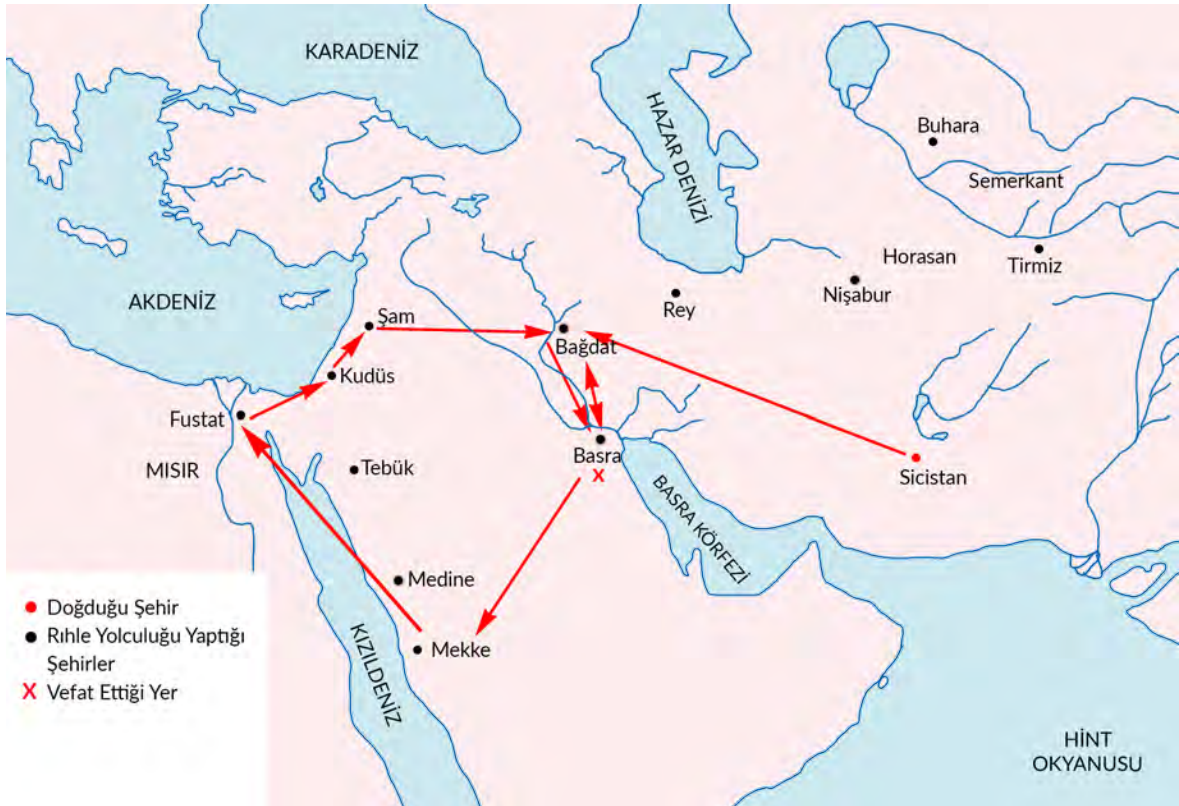 KARADENİZ
HAZAR DENİZİ
Buhara
Semerkant
Horasan
Tirmiz
Nişabur
Rey
AKDENİZ
Şam
Bağdat
Kudüs
Fustat
Basra
X
Sicistan
MISIR
Tebük
BASRA KÖRFEZİ
Medine
Mekke
KIZILDENİZ
Doğduğu Şehir
Rıhle Yolculuğu Yaptığı
Şehirler
X Vefat Ettiği Yer
HİNT
OKYANUSU